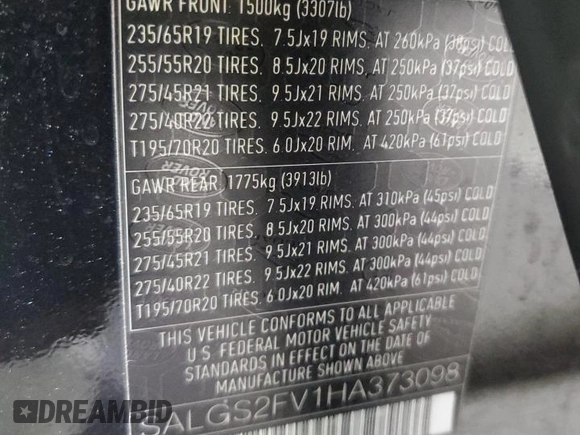 GAWR FRONT: 1500kg (3307lb)
235/65R19 TIRES. 7.5Jx19 RIMS. AT 260kPa (38psi) COLD
255/55R20 TIRES. 8.5Jx20 RIMS. AT 250kPa (37psi) COLD
275/45R21 TIRES. 9.5Jx21 RIMS. AT 250kPa (37psi) COLD
275/40R22 TIRES. 9.5Jx22 RIMS. AT 250kPa (37psi) COLD
T195/70R20 TIRES. 6.0Jx20 RIM. AT 420kPa (61psi) COLD
GAWR REAR: 1775kg (3913lb)
235/65R19 TIRES. 7.5Jx19 RIMS. AT 310kPa (45psi) COLD
255/55R20 TIRES. 8.5Jx20 RIMS. AT 300kPa (44psi) COLD
275/45R21 TIRES. 9.5Jx21 RIMS. AT 300kPa (44psi) COLD
275/40R22 TIRES. 9.5Jx22 RIMS. AT 300kPa (44psi) COLD
T195/70R20 TIRES. 6.0Jx20 RIM. AT 420kPa (61psi) COLD
THIS VEHICLE CONFORMS TO ALL APPLICABLE
U.S. FEDERAL MOTOR VEHICLE SAFETY
STANDARDS IN EFFECT ON THE DATE OF
MANUFACTURE SHOWN ABOVE
SALGS2FV1HA373098
AUTOHELPERBOT.COM